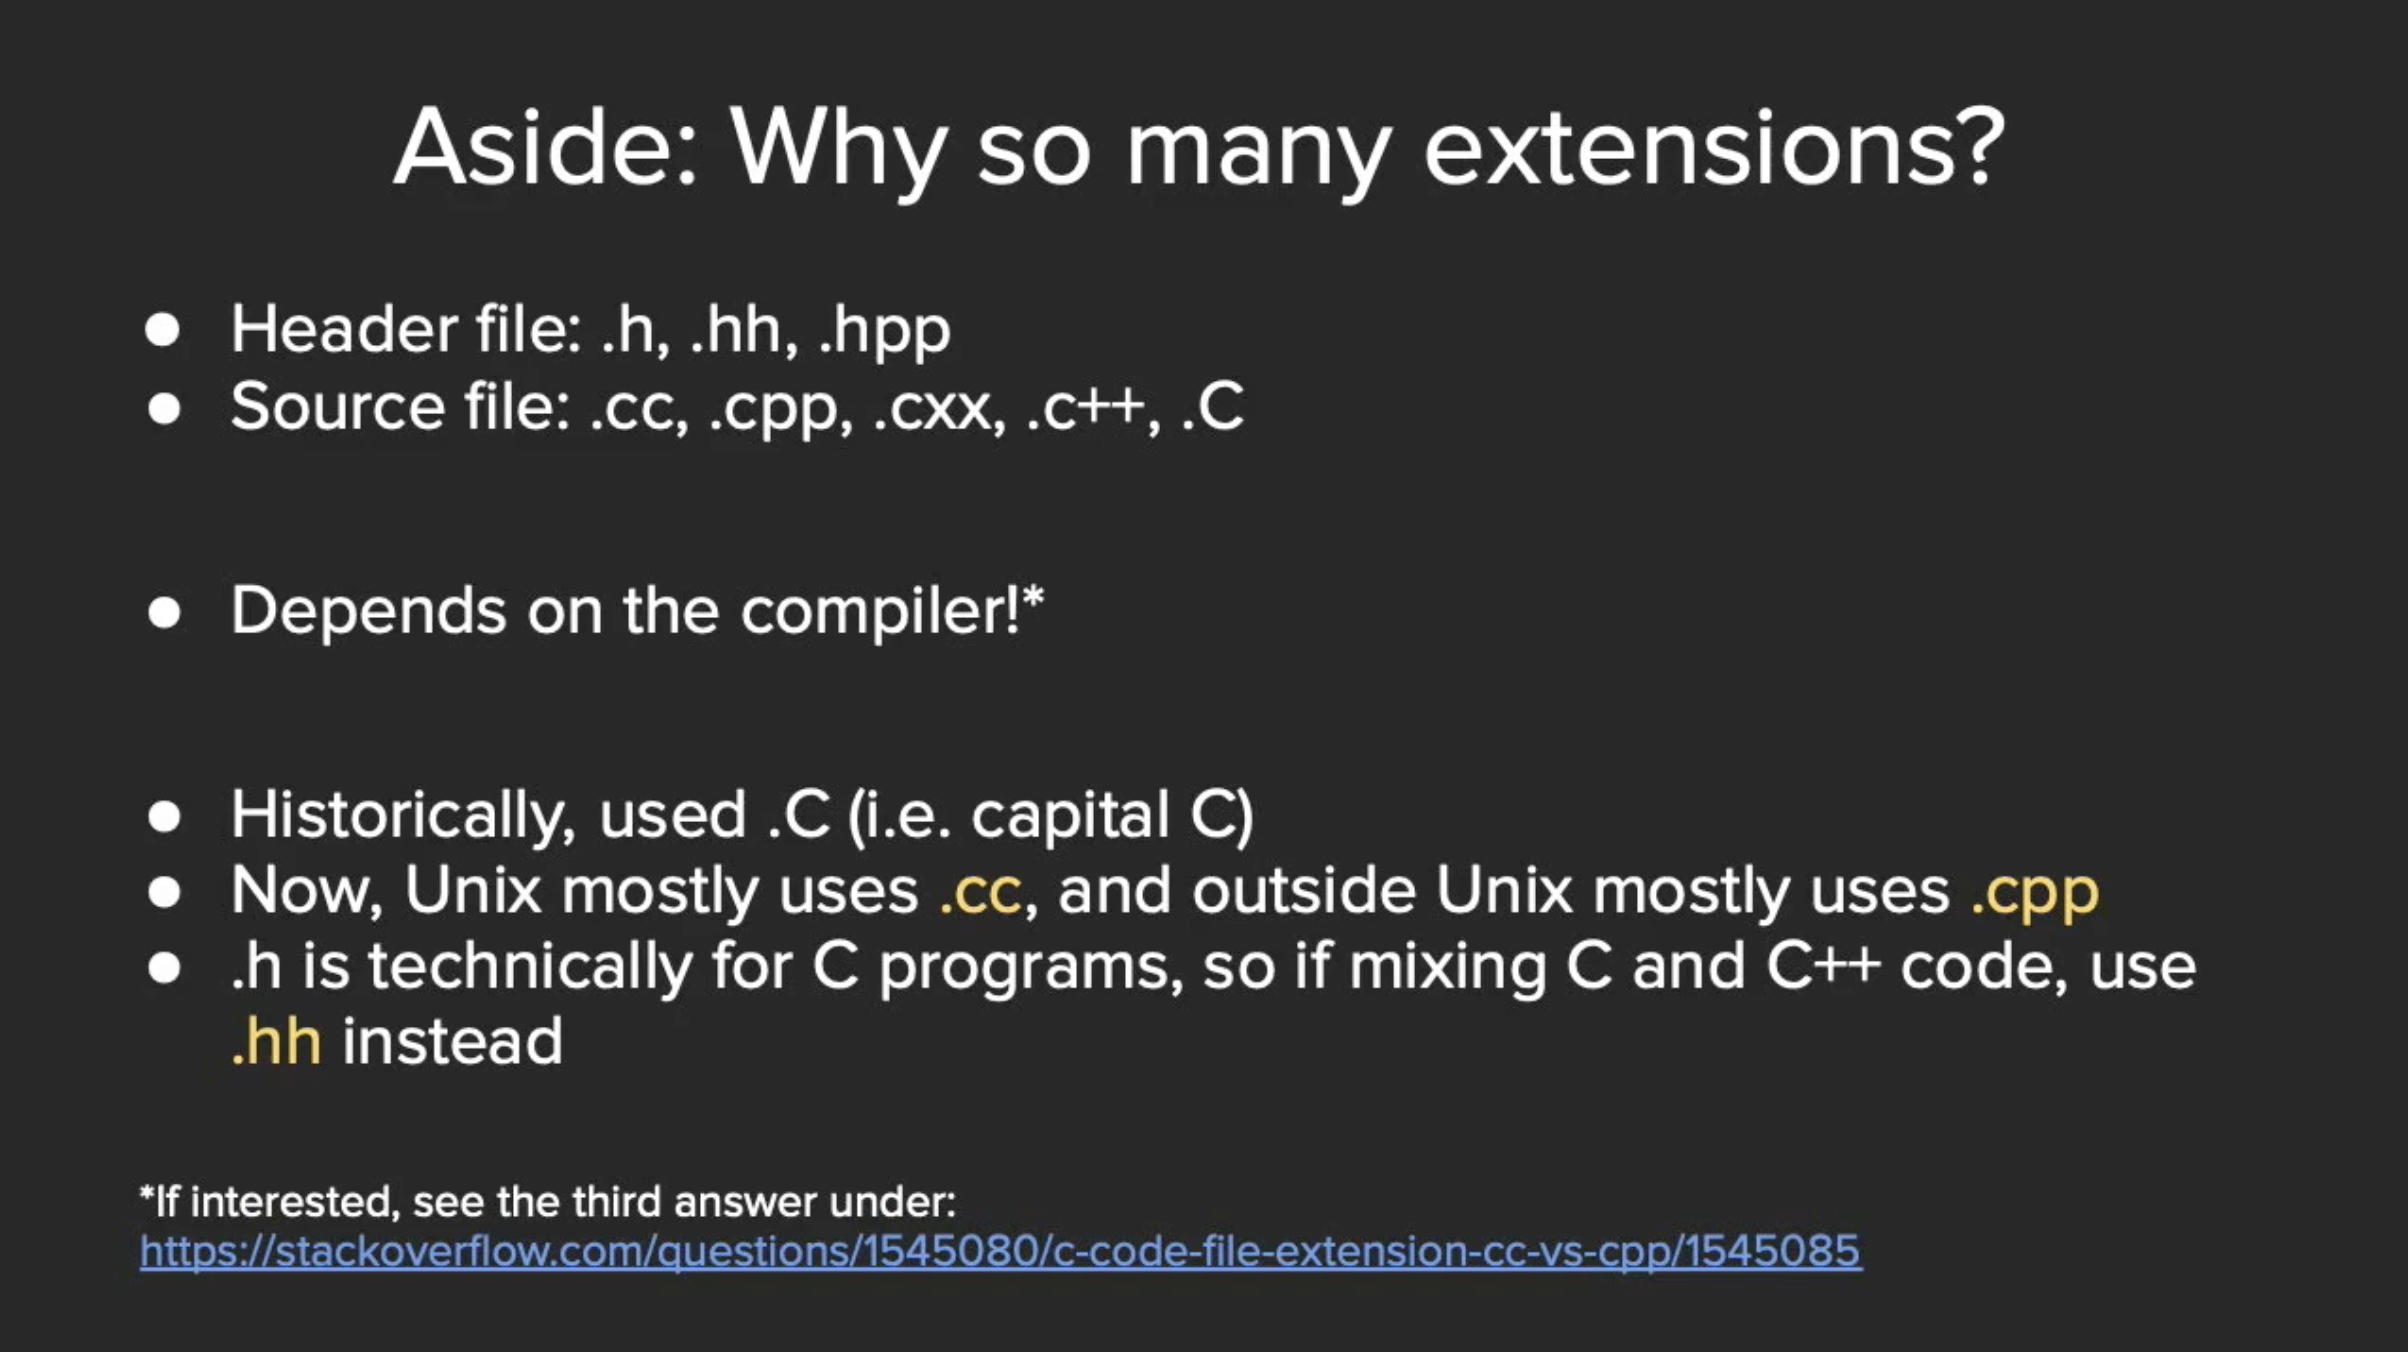 Aside: Why so many extensions?
● Header file: .h, .hh, .hpp
● Source file: .cc, .cpp, .cxx, .c++, .C
● Depends on the compiler!*
● Historically, used .C (i.e. capital C)
● Now, Unix mostly uses .cc, and outside Unix mostly uses .cpp
● .h is technically for C programs, so if mixing C and C++ code, use
.hh instead
*If interested, see the third answer under:
https://stackoverflow.com/questions/1545080/c-code-file-extension-cc-vs-cpp/1545085